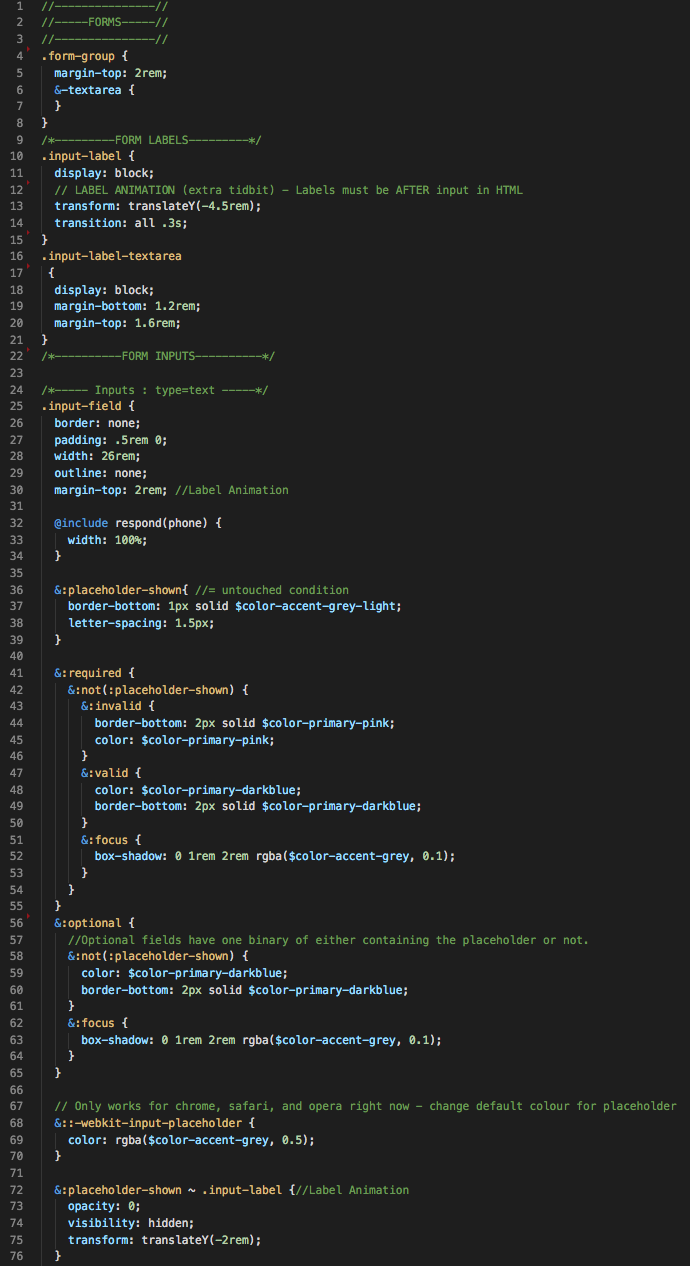 1 //---------------//
2 //-----FORMS-----//
3 //---------------//
4 .form-group {
5 margin-top: 2rem;
6 &-textarea {
7 }
8 }
9 /*---------FORM LABELS---------*/
10 .input-label {
11 display: block;
12 // LABEL ANIMATION (extra tidbit) - Labels must be AFTER input in HTML
13 transform: translateY(-4.5rem);
14 transition: all .3s;
15 }
16 .input-label-textarea
17 {
18 display: block;
19 margin-bottom: 1.2rem;
20 margin-top: 1.6rem;
21 }
22 /*----------FORM INPUTS----------*/
23
24 /*----- Inputs : type=text -----*/
25 .input-field {
26 border: none;
27 padding: .5rem 0;
28 width: 26rem;
29 outline: none;
30 margin-top: 2rem; //Label Animation
31
32 @include respond(phone) {
33 width: 100%;
34 }
35
36 &:placeholder-shown{ //= untouched condition
37 border-bottom: 1px solid $color-accent-grey-light;
38 letter-spacing: 1.5px;
39 }
40
41 &:required {
42 &:not(:placeholder-shown) {
43 &:invalid {
44 border-bottom: 2px solid $color-primary-pink;
45 color: $color-primary-pink;
46 }
47 &:valid {
48 color: $color-primary-darkblue;
49 border-bottom: 2px solid $color-primary-darkblue;
50 }
51 &:focus {
52 box-shadow: 0 1rem 2rem rgba($color-accent-grey, 0.1);
53 }
54 }
55 }
56 &:optional {
57 //Optional fields have one binary of either containing the placeholder or not.
58 &:not(:placeholder-shown) {
59 color: $color-primary-darkblue;
60 border-bottom: 2px solid $color-primary-darkblue;
61 }
62 &:focus {
63 box-shadow: 0 1rem 2rem rgba($color-accent-grey, 0.1);
64 }
65 }
66
67 // Only works for chrome, safari, and opera right now - change default colour for placeholder
68 &::-webkit-input-placeholder {
69 color: rgba($color-accent-grey, 0.5);
70 }
71
72 &:placeholder-shown ~ .input-label {//Label Animation
73 opacity: 0;
74 visibility: hidden;
75 transform: translateY(-2rem);
76 }